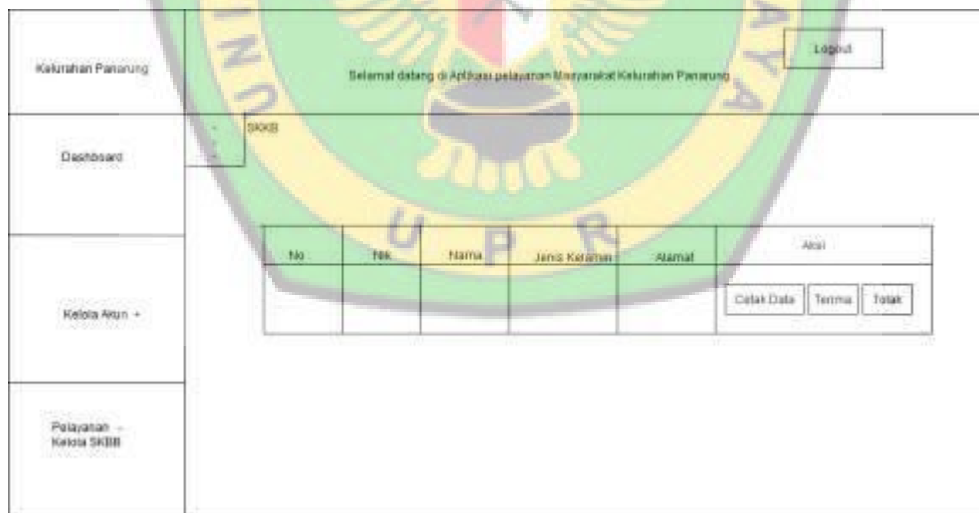 Kelurahan Panarung
Selamat datang di Aplikasi pelayanan Masyarakat Kelurahan Panarung
Logout
Dashboard
SKKB
Kelola Akun +
Pelayanan -
Kelola SKBB
No Nik Nama Jenis Kelamin Alamat Aksi
Cetak Data Terima Tolak
U P R